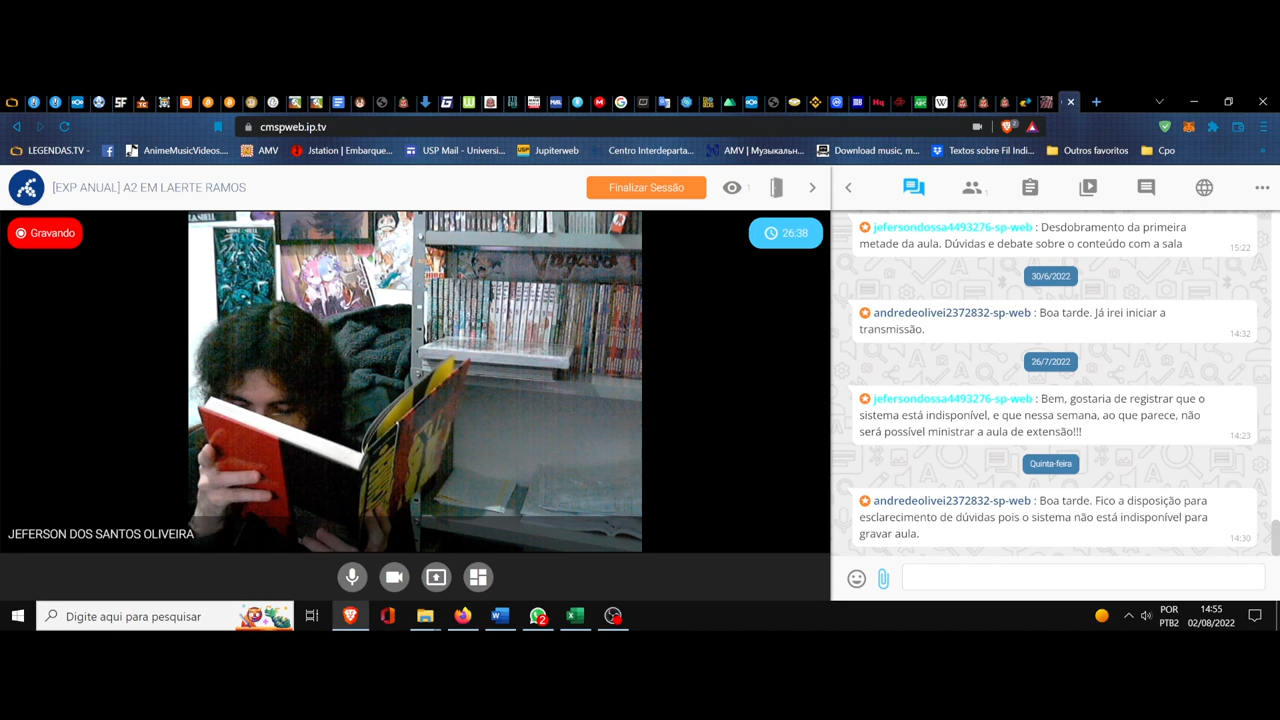 cmspweb.ip.tv
2
LEGENDAS.TV -
AnimeMusicVideos...
AMV
Jstation | Embarque...
USP Mail - Universi...
Jupiterweb
Centro Interdeparta...
AMV | Музыкальн...
Download music, m...
Textos sobre Fil Indi...
Outros favoritos
Cpo
[EXP ANUAL] A2 EM LAERTE RAMOS
Finalizar Sessão
1
1
Gravando
26:38
JEFERSON DOS SANTOS OLIVEIRA
jefersondossa4493276-sp-web : Desdobramento da primeira
metade da aula. Dúvidas e debate sobre o conteúdo com a sala
15:22
30/6/2022
andredeolivei2372832-sp-web : Boa tarde. Já irei iniciar a
transmissão.
14:32
26/7/2022
jefersondossa4493276-sp-web : Bem, gostaria de registrar que o
sistema está indisponível, e que nessa semana, ao que parece, não
será possível ministrar a aula de extensão!!!
14:23
Quinta-feira
andredeolivei2372832-sp-web : Boa tarde. Fico a disposição para
esclarecimento de dúvidas pois o sistema não está indisponível para
gravar aula.
14:30
Digite aqui para pesquisar
2
POR
PTB2
14:55
02/08/2022